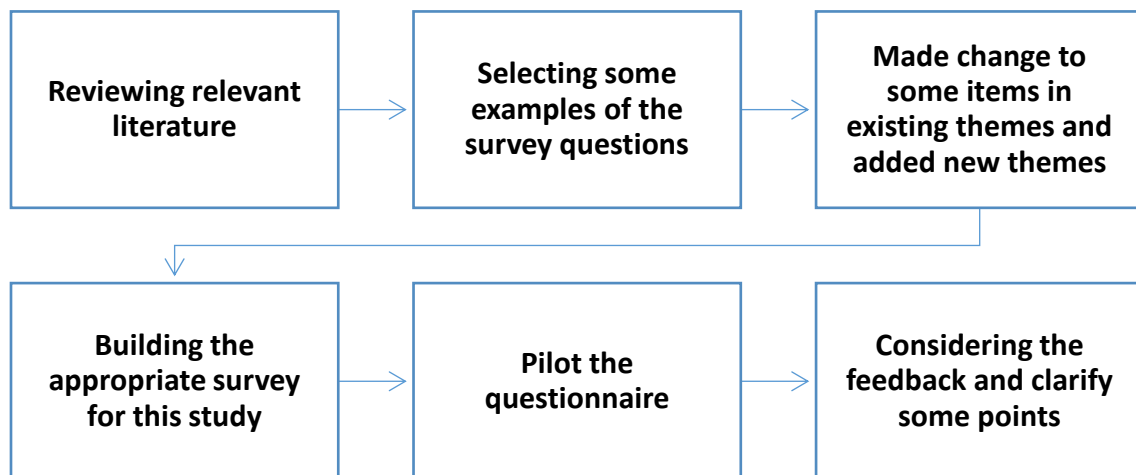 Reviewing relevant
literature
Selecting some
examples of the
survey questions
Made change to
some items in
existing themes and
added new themes
Building the
appropriate survey
for this study
Pilot the
questionnaire
Considering the
feedback and clarify
some points